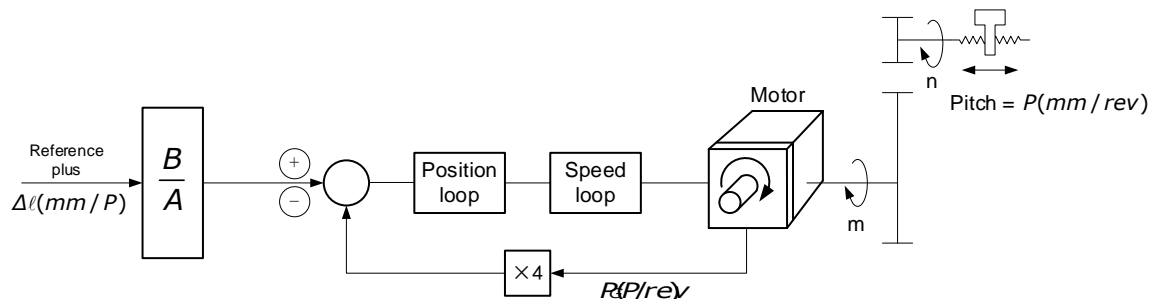 Reference
plus
Δℓ(mm/P)
B
A
+
−
Position
loop
Speed
loop
Motor
×4
m
n
Pitch = P(mm/rev)